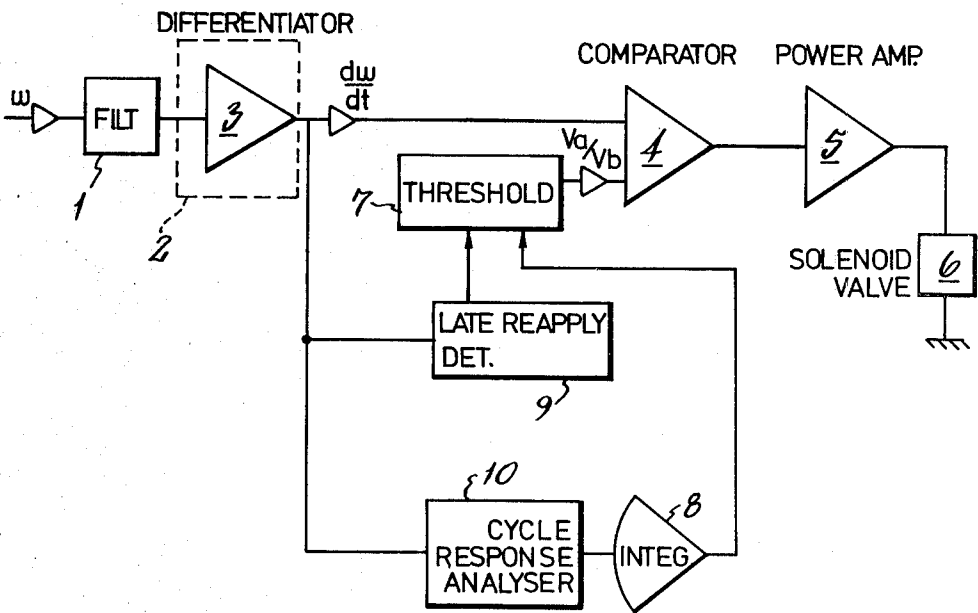 DIFFERENTIATOR
COMPARATOR
POWER AMP.
ω
FILT
3
dω
dt
4
5
Va/Vb
1
2
7
THRESHOLD
SOLENOID
VALVE
6
LATE REAPPLY
DET.
9
10
8
CYCLE
RESPONSE
ANALYSER
INTEG